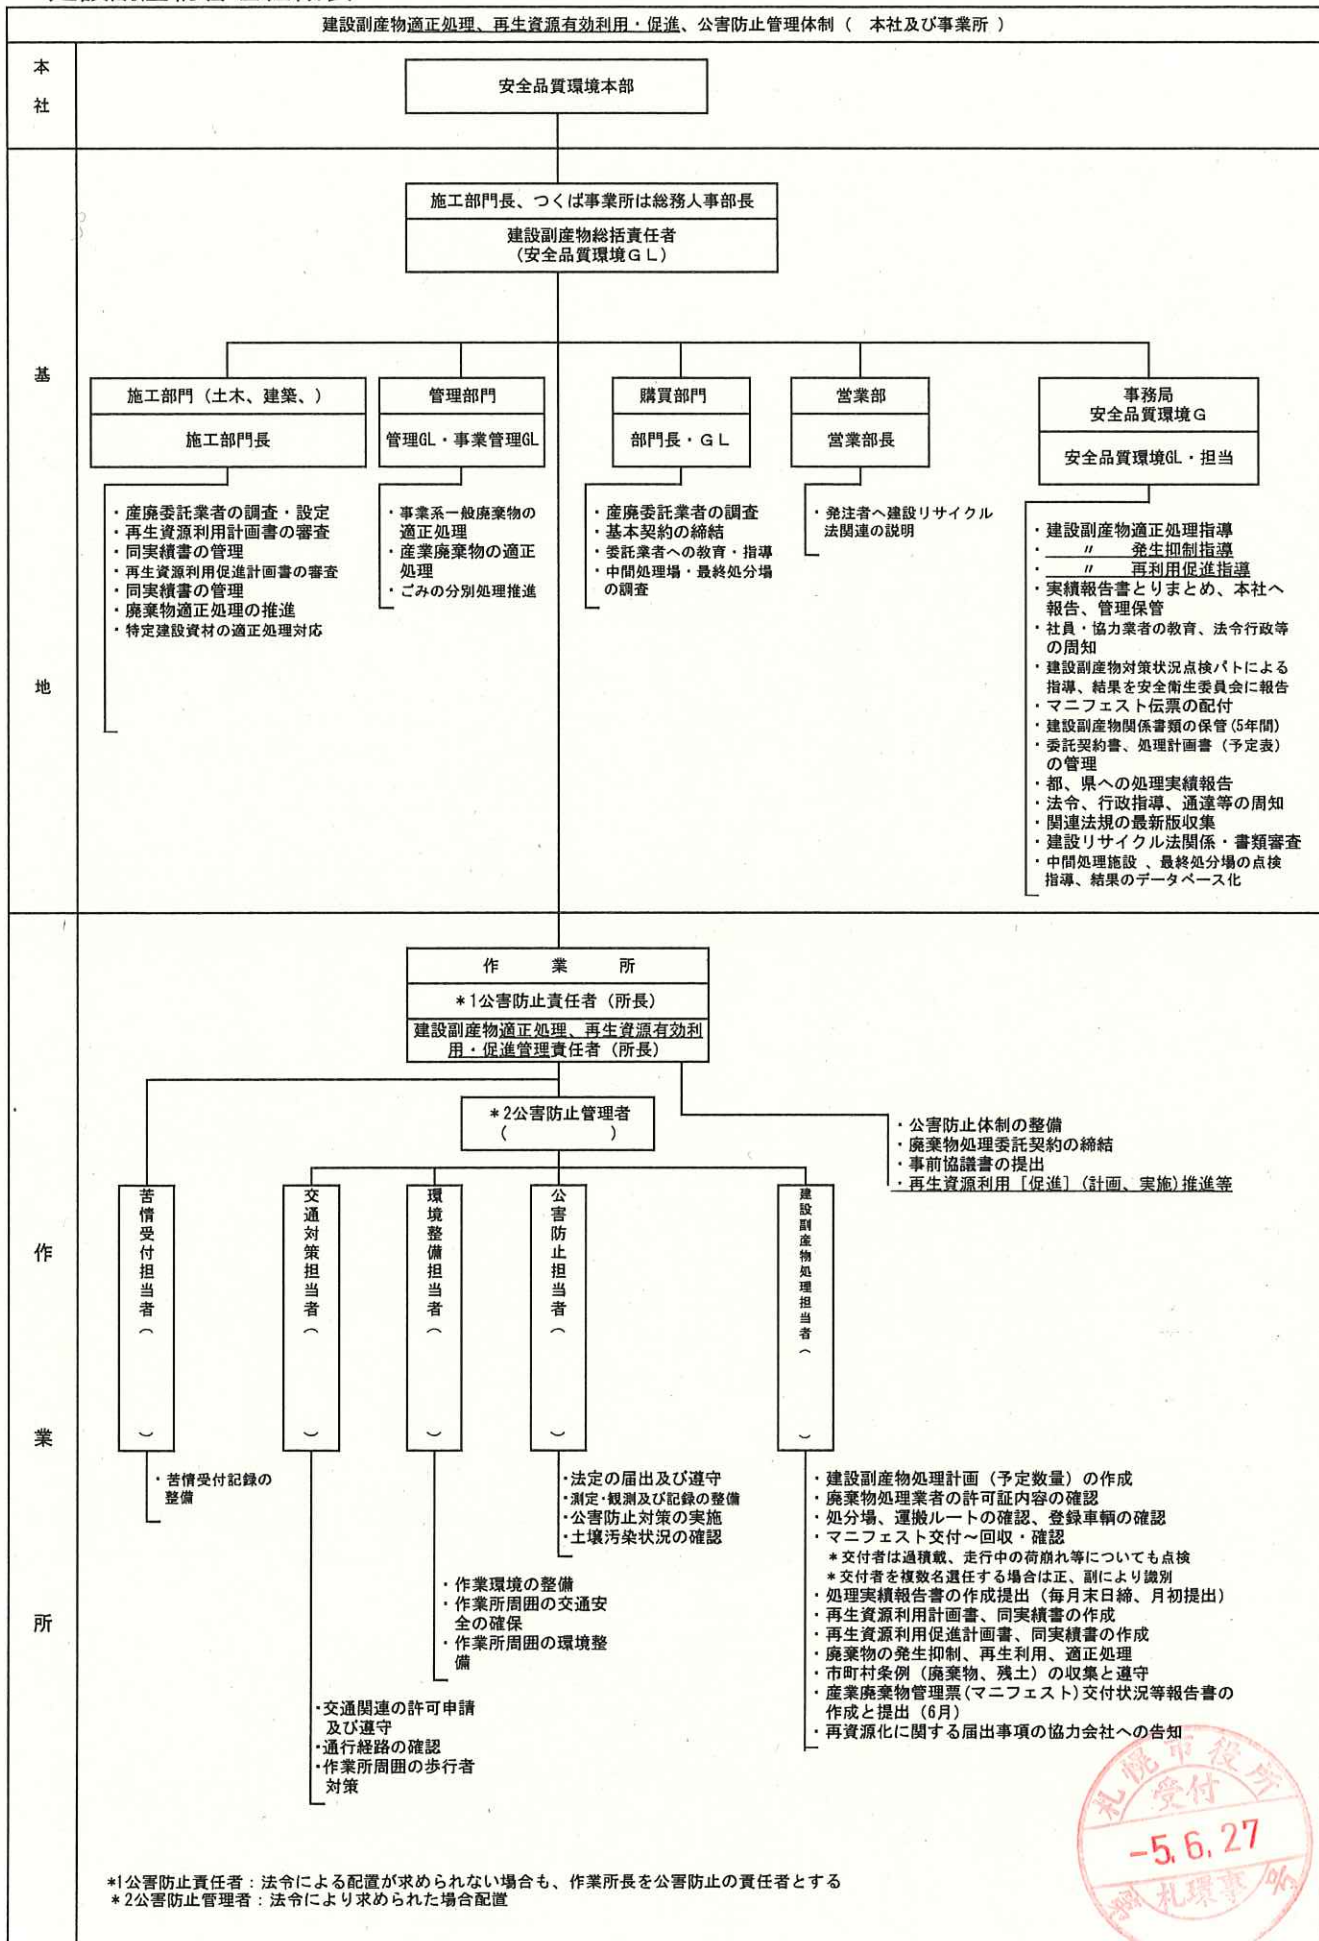 建設副産物適正処理、再生資源有効利用・促進、公害防止管理体制（　本社及び事業所　）
本
社
安全品質環境本部
基
地
施工部門長、つくば事業所は総務人事部長
建設副産物総括責任者
（安全品質環境ＧＬ）
施工部門（土木、建築、）
施工部門長
・産廃委託業者の調査・設定
・再生資源利用計画書の審査
・同実績書の管理
・再生資源利用促進計画書の審査
・同実績書の管理
・廃棄物適正処理の推進
・特定建設資材の適正処理対応
管理部門
管理GL・事業管理GL
・事業系一般廃棄物の
適正処理
・産業廃棄物の適正
処理
・ごみの分別処理推進
購買部門
部門長・ＧＬ
・産廃委託業者の調査
・基本契約の締結
・委託業者への教育・指導
・中間処理場・最終処分場
の調査
営業部
営業部長
・発注者へ建設リサイクル
法関連の説明
事務局
安全品質環境Ｇ
安全品質環境GL・担当
・建設副産物適正処理指導
・　　〃　　発生抑制指導
・　　〃　　再利用促進指導
・実績報告書とりまとめ、本社へ
報告、管理保管
・社員・協力業者の教育、法令行政等
の周知
・建設副産物対策状況点検パトによる
指導、結果を安全衛生委員会に報告
・マニフェスト伝票の配付
・建設副産物関係書類の保管(5年間)
・委託契約書、処理計画書（予定表）
の管理
・都、県への処理実績報告
・法令、行政指導、通達等の周知
・関連法規の最新版収集
・建設リサイクル法関係・書類審査
・中間処理施設 、最終処分場の点検
指導、結果のデータベース化
作
業
所
作　業　所
＊1公害防止責任者（所長）
建設副産物適正処理、再生資源有効利
用・促進管理責任者（所長）
＊2公害防止管理者
（　　　　　）
・公害防止体制の整備
・廃棄物処理委託契約の締結
・事前協議書の提出
・再生資源利用［促進］(計画、実施)推進等
苦情受付担当者（　　）
交通対策担当者（　　）
環境整備担当者（　　）
公害防止担当者（　　）
建設副産物処理担当者（　　）
・苦情受付記録の
整備
・交通関連の許可申請
及び遵守
・通行経路の確認
・作業所周囲の歩行者
対策
・作業環境の整備
・作業所周囲の交通安
全の確保
・作業所周囲の環境整
備
・法定の届出及び遵守
・測定・観測及び記録の整備
・公害防止対策の実施
・土壌汚染状況の確認
・建設副産物処理計画（予定数量）の作成
・廃棄物処理業者の許可証内容の確認
・処分場、運搬ルートの確認、登録車輌の確認
・マニフェスト交付～回収・確認
＊交付者は過積載、走行中の荷崩れ等についても点検
＊交付者を複数名選任する場合は正、副により識別
・処理実績報告書の作成提出（毎月末日締、月初提出）
・再生資源利用計画書、同実績書の作成
・再生資源利用促進計画書、同実績書の作成
・廃棄物の発生抑制、再生利用、適正処理
・市町村条例（廃棄物、残土）の収集と遵守
・産業廃棄物管理票(マニフェスト)交付状況等報告書の
作成と提出（6月）
・再資源化に関する届出事項の協力会社への告知
札幌市役所
受付
-5.6.27
札環事
号
*1公害防止責任者：法令による配置が求められない場合も、作業所長を公害防止の責任者とする
＊2公害防止管理者：法令により求められた場合配置